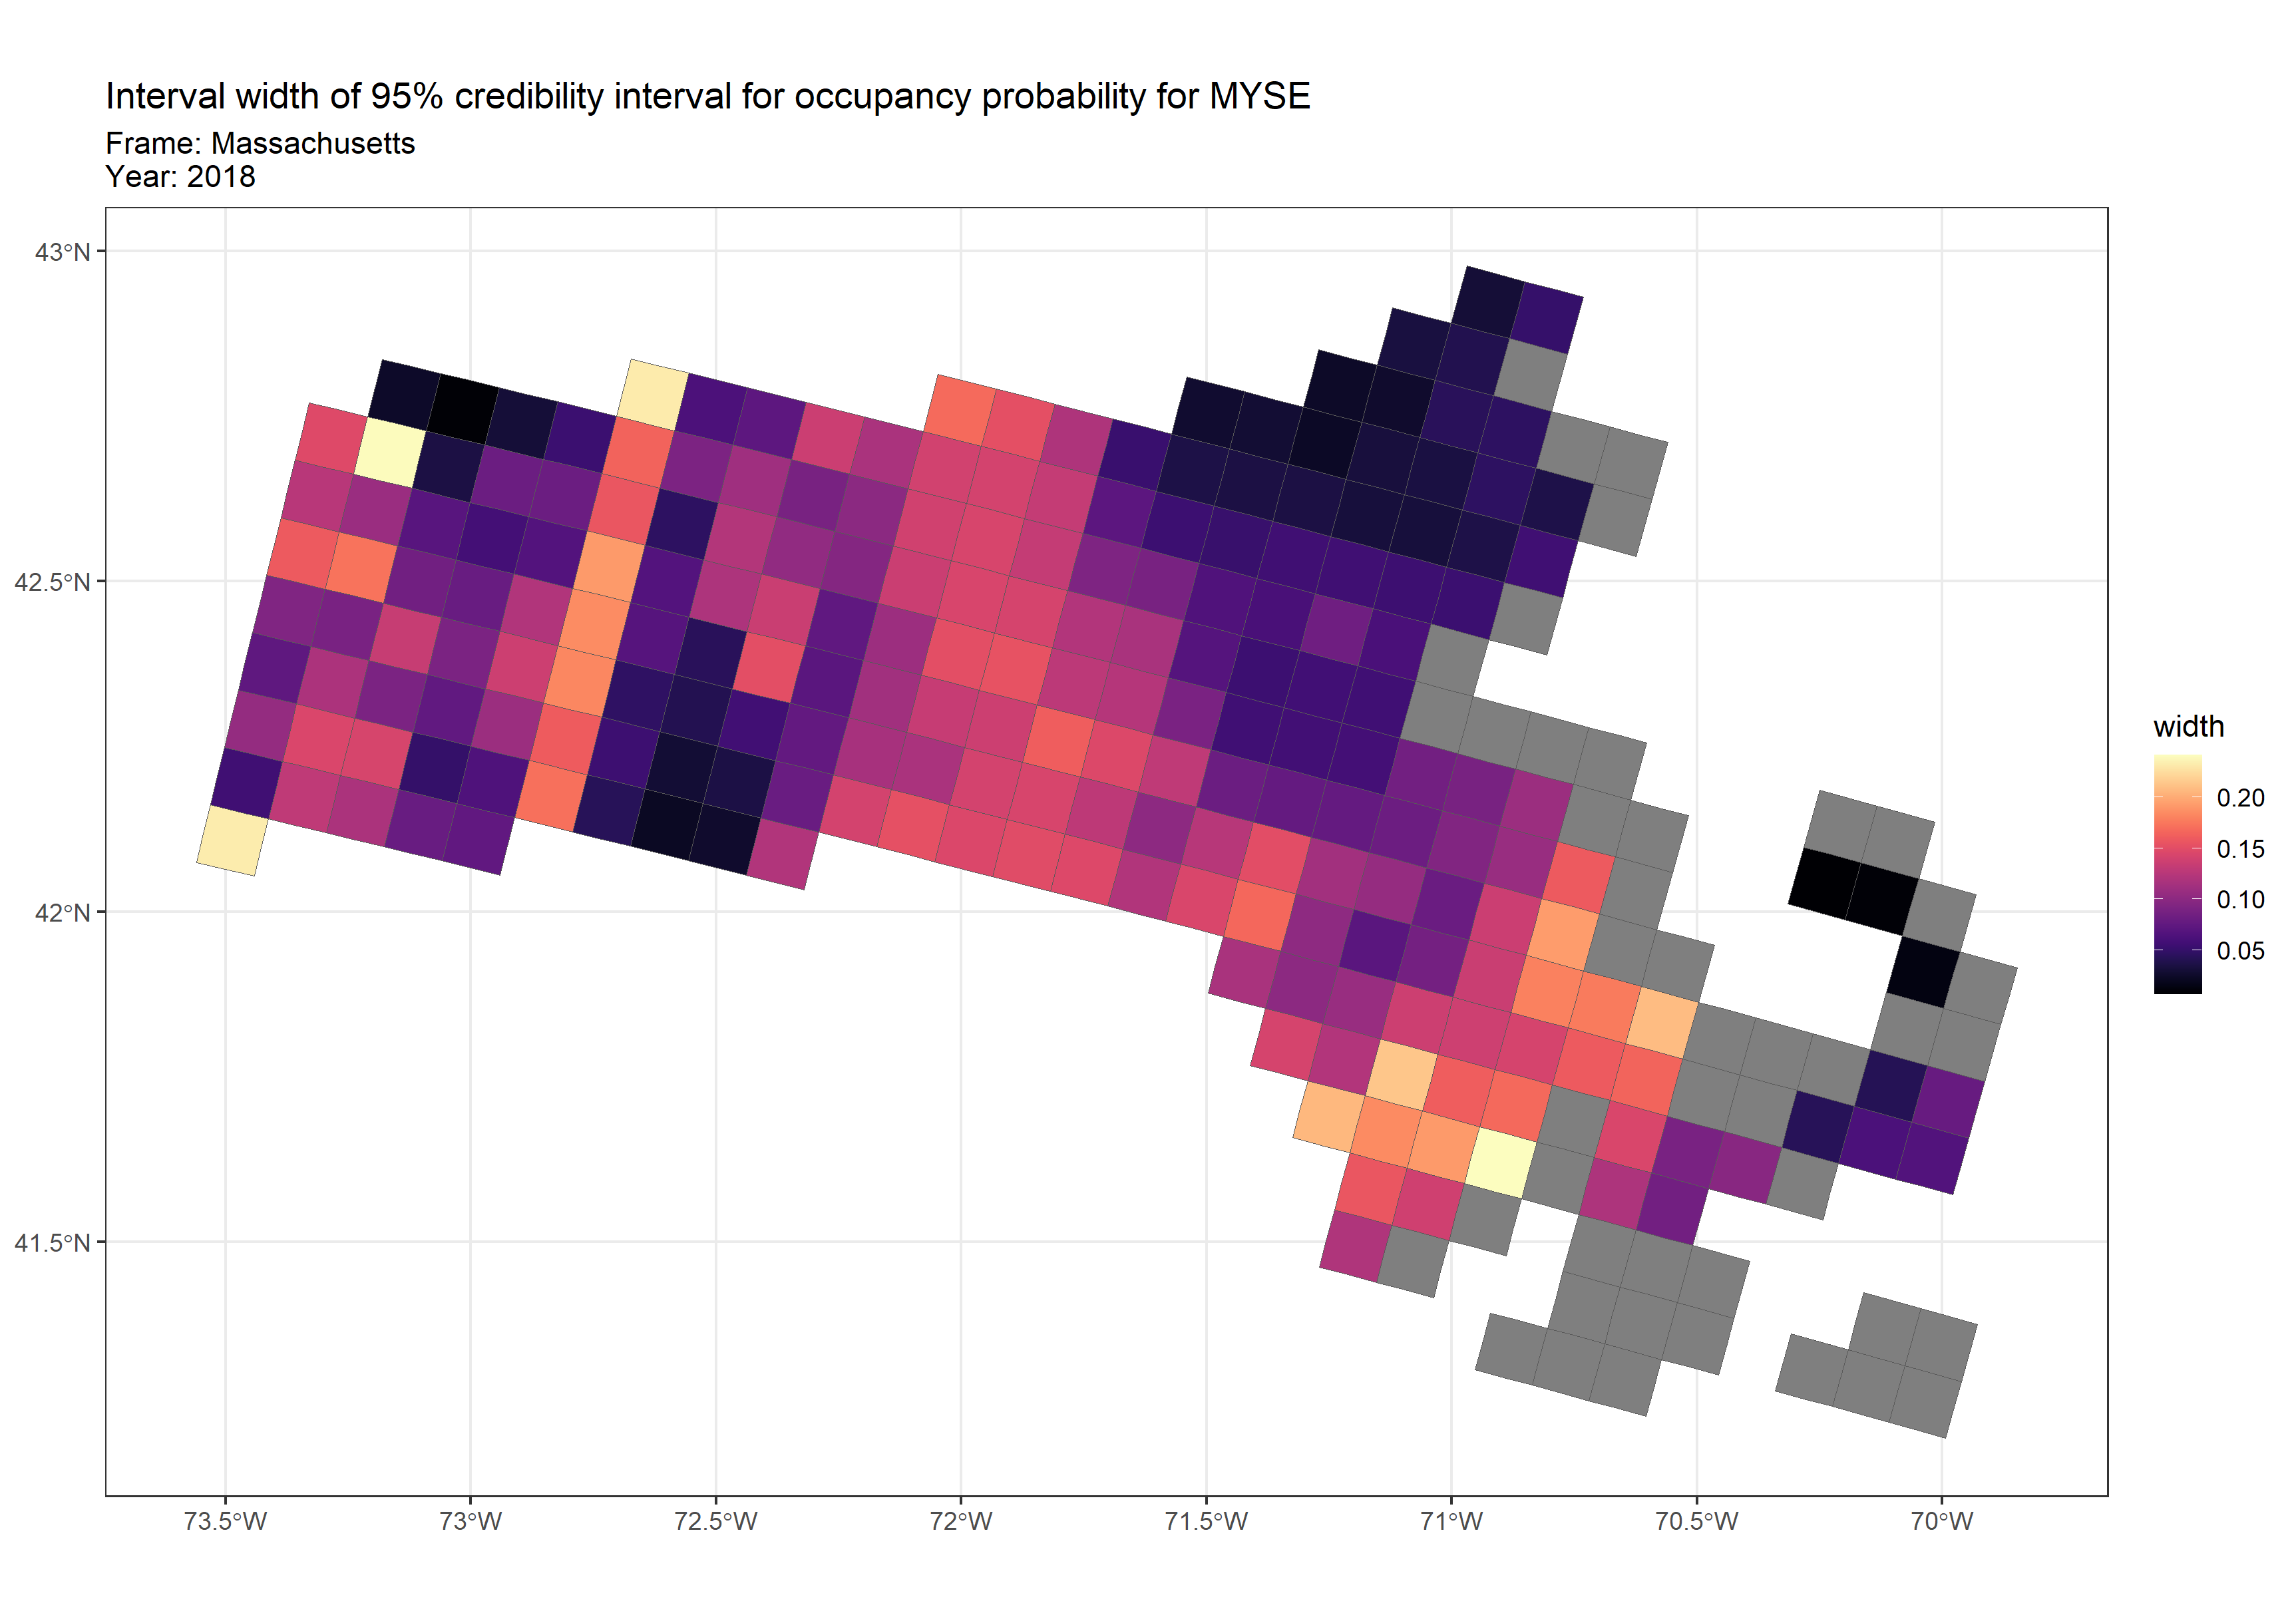 Interval width of 95% credibility interval for occupancy probability for MYSE
Frame: Massachusetts
Year: 2018
43°N
42.5°N
42°N
41.5°N
73.5°W
73°W
72.5°W
72°W
71.5°W
71°W
70.5°W
70°W
width
0.20
0.15
0.10
0.05